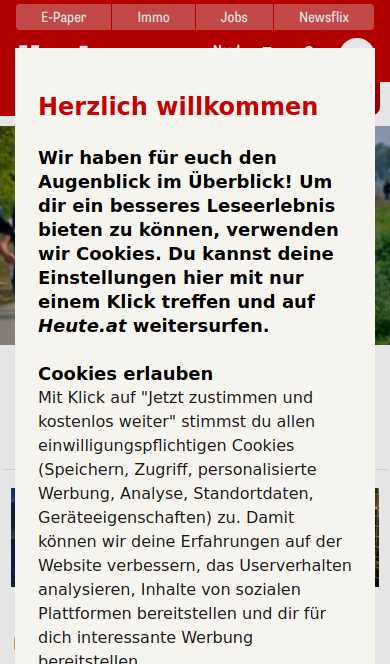 E-Paper
Immo
Jobs
Newsflix
Herzlich willkommen
Wir haben für euch den
Augenblick im Überblick! Um
dir ein besseres Leseerlebnis
bieten zu können, verwenden
wir Cookies. Du kannst deine
Einstellungen hier mit nur
einem Klick treffen und auf
Heute.at weitersurfen.
Cookies erlauben
Mit Klick auf "Jetzt zustimmen und
kostenlos weiter" stimmst du allen
einwilligungspflichtigen Cookies
(Speichern, Zugriff, personalisierte
Werbung, Analyse, Standortdaten,
Geräteeigenschaften) zu. Damit
können wir deine Erfahrungen auf der
Website verbessern, das Userverhalten
analysieren, Inhalte von sozialen
Plattformen bereitstellen und dir für
dich interessante Werbung
bereitstellen